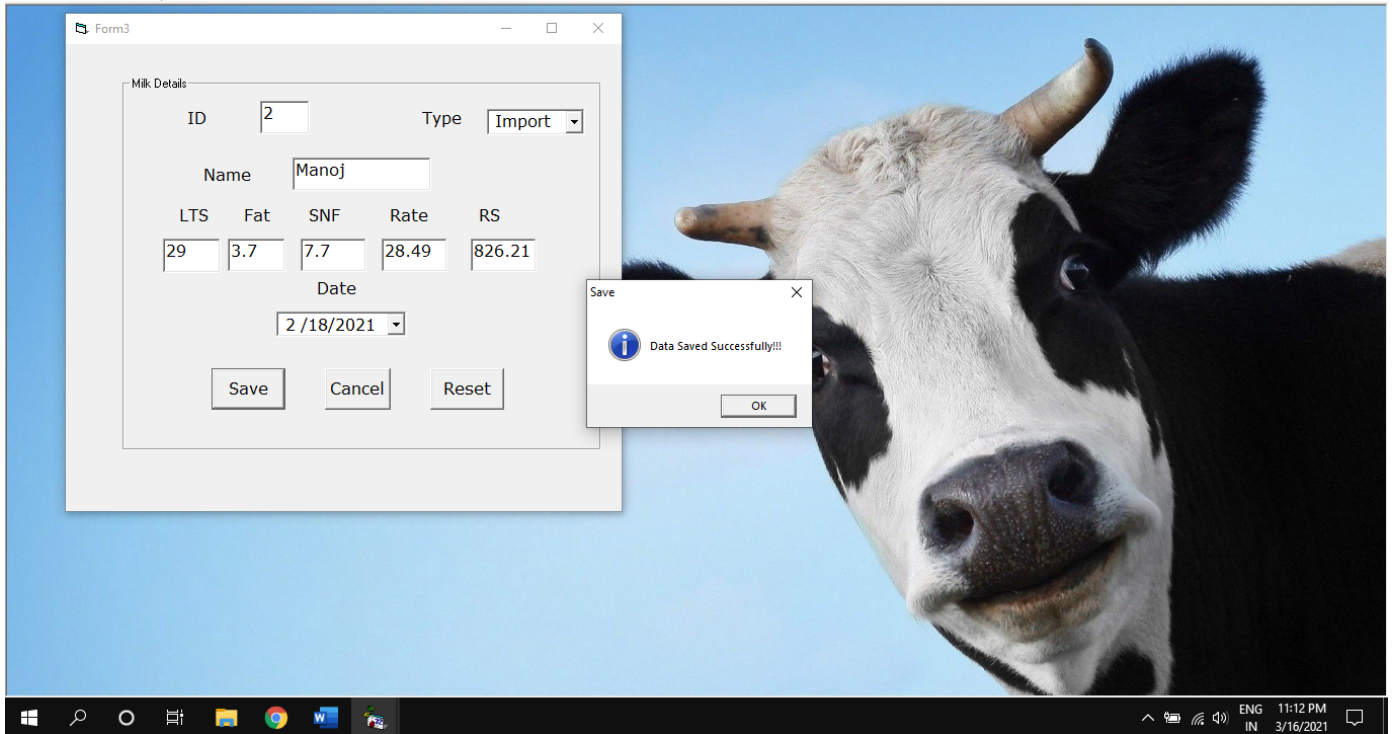 Form3
Milk Details
ID 2 Type Import
Name Manoj
LTS Fat SNF Rate RS
29 3.7 7.7 28.49 826.21
Date
2 /18/2021
Save Cancel Reset
Save
Data Saved Successfully!!!
OK
ENG 11:12 PM
IN 3/16/2021